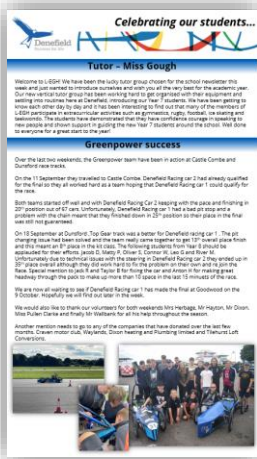 Celebrating our students...
Denefield
Tutor – Miss Gough
Welcome to L-EGH! We have been the lucky tutor group chosen for the school newsletter this
week and just wanted to introduce ourselves and wish you all the very best for the academic year.
Our new vertical tutor group has been working hard to get organised with their equipment and
settling into routines here at Denefield, introducing our Year 7 students. We have been getting to
know each other day by day and it has been interesting to find out that many of the members of
L-EGH participate in extracurricular activities such as gymnastics, rugby, football, ice skating and
taekwondo. The students have demonstrated that they have confidence courage in speaking to
new people and shown support in guiding the new Year 7 students around the school. Well done
to everyone for a great start to the year!
Greenpower success
Over the last two weekends, the Greenpower team have been in action at Castle Combe and
Dunsford race tracks.
On the 11 September they travelled to Castle Combe. Denefield Racing car 2 had already qualified
for the final so they all worked hard as a team hoping that Denefield Racing Car 1 could qualify for
the race.
Both teams started off well and with Denefield Racing Car 2 keeping with the pace and finishing in
20th position out of 67 cars. Unfortunately, Denefield Racing car 1 had a bad pit stop and a
problem with the chain meant that they finished down in 25th position so their place in the final
was still not guaranteed.
On 18 September at Dunsford, Top Gear track was a better for Denefield racing car 1. The pit
changing issue had been solved and the team really came together to get 13th overall place finish
and this meant an 8th place in the kit class. The following students from Year 8 should be
applauded for their efforts. Jacob D, Matty P, Oliver S, Connor W, Leo G and Noah P.
Unfortunately due to technical issues with the steering in Denefield Racing car 2 they ended up in
35th place overall although they did work hard to fix the problem on their own and re join the
Race. Special mention to Jack R and Taylor B for fixing the car and Anton H for making great
headway through the pack to make up more than 10 space in the last 15 minutes of the race.
We are now all waiting to see if Denefield Racing car 1 has made the final at Goodwood on the
9 October. Hopefully we will find out later in the week.
We would also like to thank our volunteers for both weekends Mrs Herbage, Mr Hayton, Mr Dixon,
Miss Pullen Clarke and finally Mr Wellbank for all his help throughout the season.
Another mention needs to go to any of the companies that have donated over the last few
months. Craven motor club, Waylands, Dixon heating and Plumbing limited and Tilehurst Loft
Conversions.